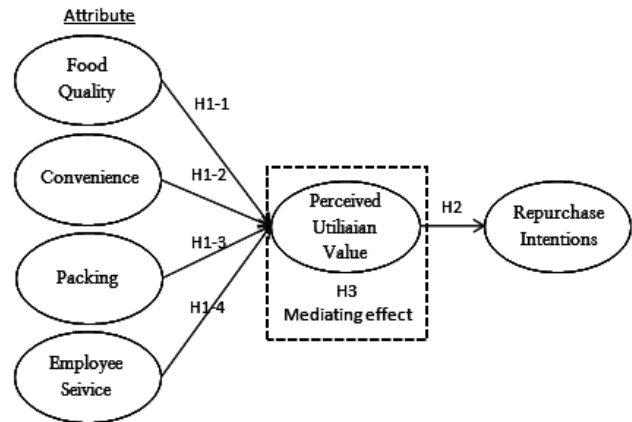 Attribute
Food
Quality
H1-1
Convenience
H1-2
Perceived
Utiliaian
Value
H2
Repurchase
Intentions
Packing
H1-3
H3
Mediating effect
H1-4
Employee
Seivice